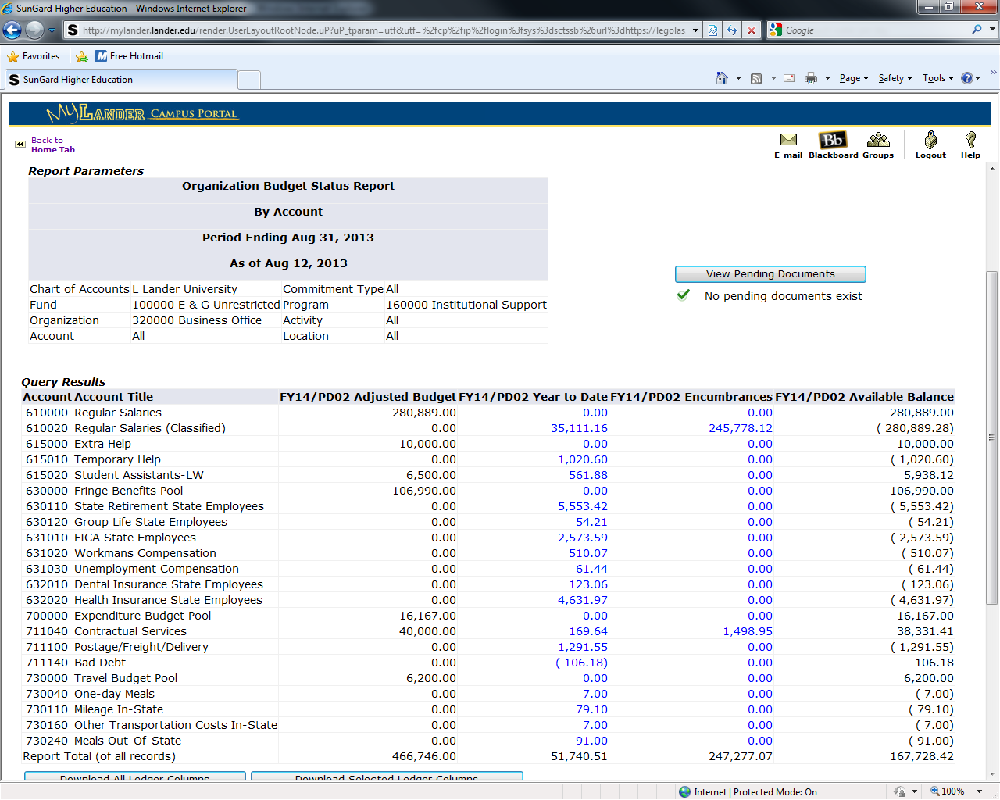 SunGard Higher Education - Windows Internet Explorer
http://mylander.lander.edu/render.UserLayoutRootNode.uP?uP_tparam=utf&utf=%2fcp%2fip%2flogin%3fsys%3dsctssb%26url%3dhttps://legolas
Google
Favorites Free Hotmail
SunGard Higher Education
Page Safety Tools
MyLander Campus Portal
Back to
Home Tab
E-mail Blackboard Groups Logout Help
Bb
Report Parameters
Organization Budget Status Report
By Account
Period Ending Aug 31, 2013
As of Aug 12, 2013
Chart of Accounts L Lander University Commitment Type All
Fund 100000 E & G Unrestricted Program 160000 Institutional Support
Organization 320000 Business Office Activity All
Account All Location All
View Pending Documents
No pending documents exist
Query Results
Account Account Title FY14/PD02 Adjusted Budget FY14/PD02 Year to Date FY14/PD02 Encumbrances FY14/PD02 Available Balance
610000 Regular Salaries 280,889.00 0.00 0.00 280,889.00
610020 Regular Salaries (Classified) 0.00 35,111.16 245,778.12 ( 280,889.28)
615000 Extra Help 10,000.00 0.00 0.00 10,000.00
615010 Temporary Help 0.00 1,020.60 0.00 ( 1,020.60)
615020 Student Assistants-LW 6,500.00 561.88 0.00 5,938.12
630000 Fringe Benefits Pool 106,990.00 0.00 0.00 106,990.00
630110 State Retirement State Employees 0.00 5,553.42 0.00 ( 5,553.42)
630120 Group Life State Employees 0.00 54.21 0.00 ( 54.21)
631010 FICA State Employees 0.00 2,573.59 0.00 ( 2,573.59)
631020 Workmans Compensation 0.00 510.07 0.00 ( 510.07)
631030 Unemployment Compensation 0.00 61.44 0.00 ( 61.44)
632010 Dental Insurance State Employees 0.00 123.06 0.00 ( 123.06)
632020 Health Insurance State Employees 0.00 4,631.97 0.00 ( 4,631.97)
700000 Expenditure Budget Pool 16,167.00 0.00 0.00 16,167.00
711040 Contractual Services 40,000.00 169.64 1,498.95 38,331.41
711100 Postage/Freight/Delivery 0.00 1,291.55 0.00 ( 1,291.55)
711140 Bad Debt 0.00 ( 106.18) 0.00 106.18
730000 Travel Budget Pool 6,200.00 0.00 0.00 6,200.00
730040 One-day Meals 0.00 7.00 0.00 ( 7.00)
730110 Mileage In-State 0.00 79.10 0.00 ( 79.10)
730160 Other Transportation Costs In-State 0.00 7.00 0.00 ( 7.00)
730240 Meals Out-Of-State 0.00 91.00 0.00 ( 91.00)
Report Total (of all records) 466,746.00 51,740.51 247,277.07 167,728.42
Download All Ledger Columns Download Selected Ledger Columns
Internet | Protected Mode: On 100%